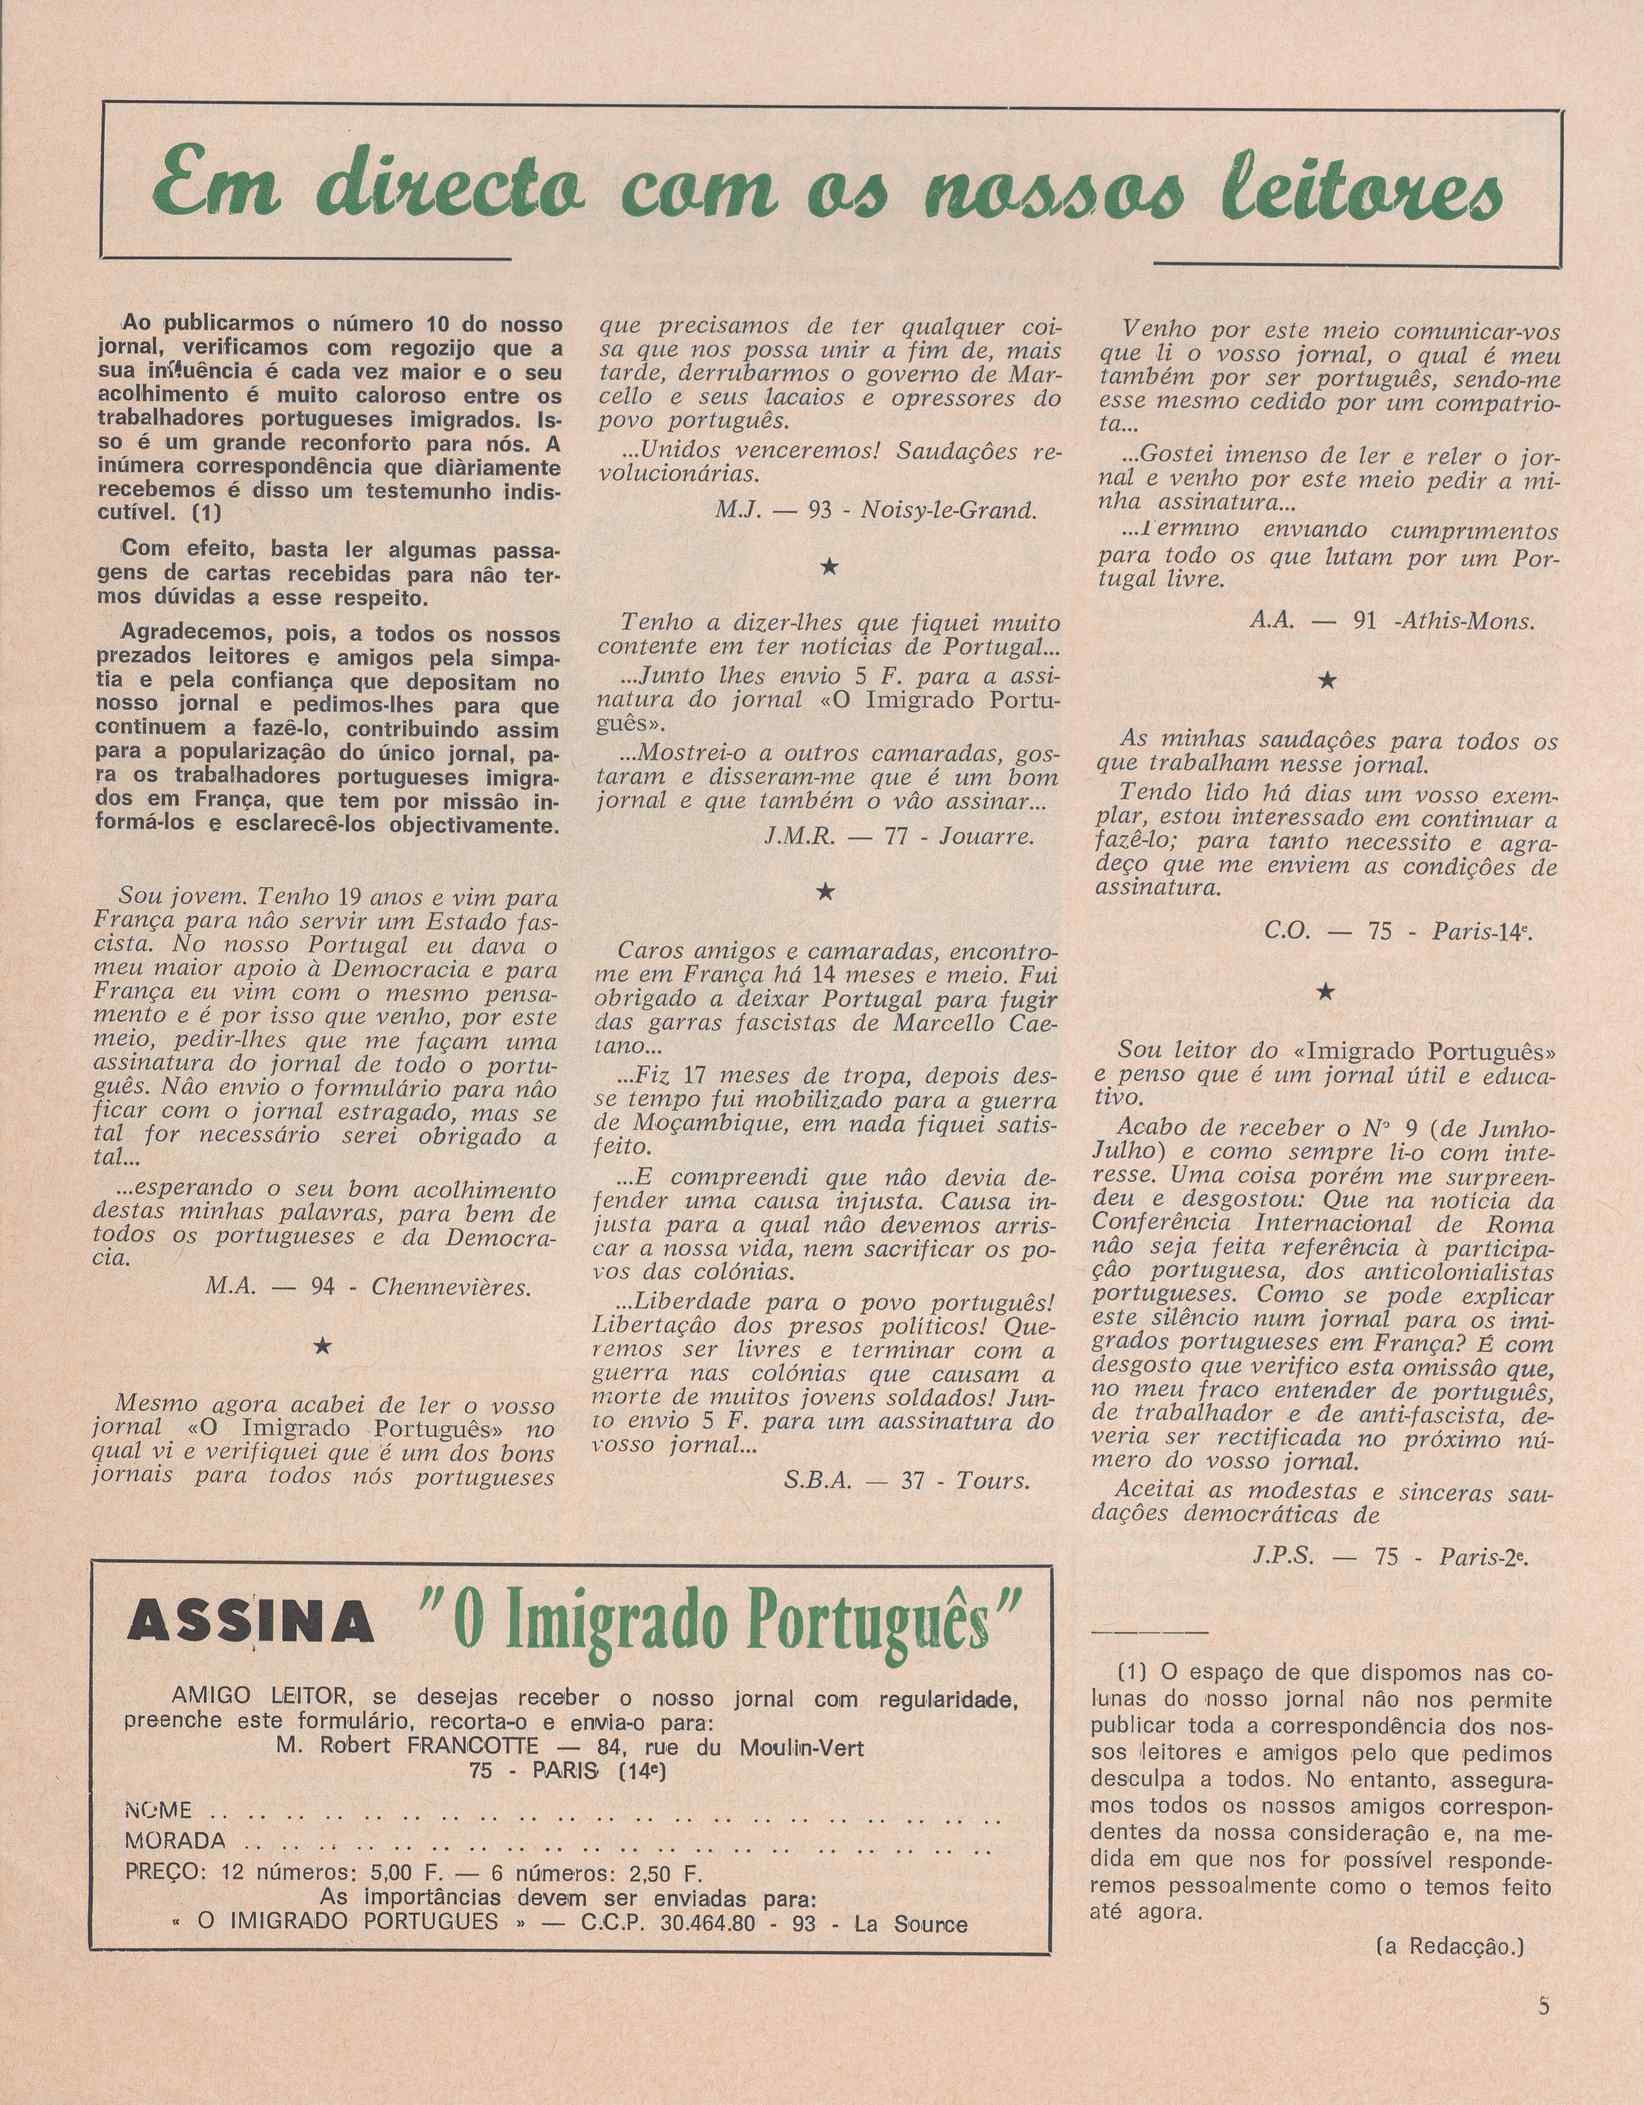 Em directo com os nossos leitores
Ao publicarmos o número 10 do nosso
jornal, verificamos com regozijo que a
sua influência é cada vez maior e o seu
acolhimento é muito caloroso entre os
trabalhadores portugueses imigrados. Is-
so é um grande reconforto para nós. A
inúmera correspondência que diàriamente
recebemos é disso um testemunho indis-
cutível. (1)
Com efeito, basta ler algumas passa-
gens de cartas recebidas para nâo ter-
mos dúvidas a esse respeito.
Agradecemos, pois, a todos os nossos
prezados leitores e amigos pela simpa-
tia e pela confiança que depositam no
nosso jornal e pedimos-lhes para que
continuem a fazê-lo, contribuindo assim
para a popularizaçâo do único jornal, pa-
ra os trabalhadores portugueses imigra-
dos em França, que tem por missâo in-
formá-los e esclarecê-los objectivamente.
Sou jovem. Tenho 19 anos e vim para
França para nâo servir um Estado fas-
cista. No nosso Portugal eu dava o
meu maior apoio à Democracia e para
França eu vim com o mesmo pensa-
mento e é por isso que venho, por este
meio, pedir-lhes que me façam uma
assinatura do jornal de todo o portu-
guês. Nâo envio o formulário para nâo
ficar com o jornal estragado, mas se
tal for necessário serei obrigado a
tal...
...esperando o seu bom acolhimento
destas minhas palavras, para bem de
todos os portugueses e da Democra-
cia.
M.A. — 94 - Chennevières.
★
Mesmo agora acabei de ler o vosso
jornal «O Imigrado Português» no
qual vi e verifiquei que é um dos bons
jornais para todos nós portugueses
que precisamos de ter qualquer coi-
sa que nos possa unir a fim de, mais
tarde, derrubarmos o governo de Mar-
cello e seus lacaios e opressores do
povo português.
...Unidos venceremos! Saudaçôes re-
volucionárias.
M.J. — 93 - Noisy-le-Grand.
★
Tenho a dizer-lhes que fiquei muito
contente em ter notícias de Portugal...
...Junto lhes envio 5 F. para a assi-
natura do jornal «O Imigrado Portu-
guês».
...Mostrei-o a outros camaradas, gos-
taram e disseram-me que é um bom
jornal e que também o vâo assinar...
J.M.R. — 77 - Jouarre.
★
Caros amigos e camaradas, encontro-
me em França há 14 meses e meio. Fui
obrigado a deixar Portugal para fugir
das garras fascistas de Marcello Cae-
tano...
...Fiz 17 meses de tropa, depois des-
se tempo fui mobilizado para a guerra
de Moçambique, em nada fiquei satis-
feito.
...E compreendi que nâo devia de-
fender uma causa injusta. Causa in-
justa para a qual nâo devemos arris-
car a nossa vida, nem sacrificar os po-
vos das colónias.
...Liberdade para o povo português!
Libertaçâo dos presos políticos! Que-
remos ser livres e terminar com a
guerra nas colónias que causam a
morte de muitos jovens soldados! Jun-
to envio 5 F. para um aassinatura do
vosso jornal...
S.B.A. — 37 - Tours.
Venho por este meio comunicar-vos
que li o vosso jornal, o qual é meu
também por ser português, sendo-me
esse mesmo cedido por um compatrio-
ta...
...Gostei imenso de ler e reler o jor-
nal e venho por este meio pedir a mi-
nha assinatura...
...Termino enviando cumprimentos
para todo os que lutam por um Por-
tugal livre.
A.A. — 91 -Athis-Mons.
★
As minhas saudaçôes para todos os
que trabalham nesse jornal.
Tendo lido há dias um vosso exem-
plar, estou interessado em continuar a
fazê-lo; para tanto necessito e agra-
deço que me enviem as condiçôes de
assinatura.
C.O. — 75 - Paris-14e.
★
Sou leitor do «Imigrado Português»
e penso que é um jornal útil e educa-
tivo.
Acabo de receber o Nº 9 (de Junho-
Julho) e como sempre li-o com inte-
resse. Uma coisa porém me surpreen-
deu e desgostou: Que na notícia da
Conferência Internacional de Roma
nâo seja feita referência à participa-
çâo portuguesa, dos anticolonialistas
portugueses. Como se pode explicar
este silêncio num jornal para os imi-
grados portugueses em França? É com
desgosto que verifico esta omissâo que,
no meu fraco entender de português,
de trabalhador e de anti-fascista, de-
veria ser rectificada no próximo nú-
mero do vosso jornal.
Aceitai as modestas e sinceras sau-
daçôes democráticas de
J.P.S. — 75 - Paris-2e.
(1) O espaço de que dispomos nas co-
lunas do nosso jornal nâo nos permite
publicar toda a correspondência dos nos-
sos leitores e amigos pelo que pedimos
desculpa a todos. No entanto, assegura-
mos todos os nossos amigos correspon-
dentes da nossa consideraçâo e, na me-
dida em que nos for possível responde-
remos pessoalmente como o temos feito
até agora.
(a Redacçâo.)
ASSINA "O Imigrado Português"
AMIGO LEITOR, se desejas receber o nosso jornal com regularidade,
preenche este formulário, recorta-o e envia-o para:
M. Robert FRANCOTTE — 84, rue du Moulin-Vert
75 - PARIS (14e)
NOME .. .. .. .. .. .. .. .. .. .. .. .. .. .. .. .. .. .. .. .. ..
MORADA .. .. .. .. .. .. .. .. .. .. .. .. .. .. .. .. .. .. .. ..
PREÇO: 12 números: 5,00 F. — 6 números: 2,50 F.
As importâncias devem ser enviadas para:
« O IMIGRADO PORTUGUES » — C.C.P. 30.464.80 - 93 - La Source
5